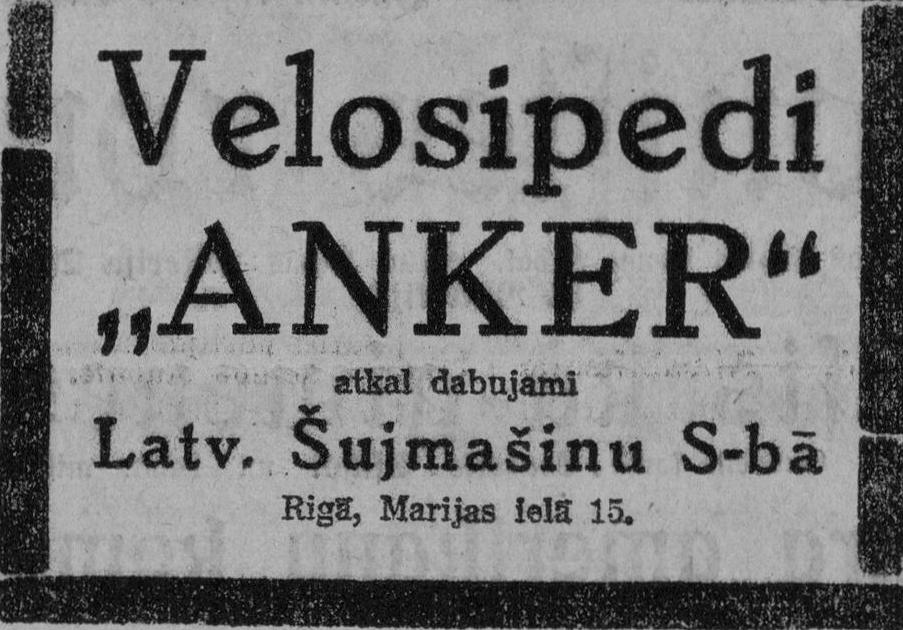 Velosipedi
„ANKER“
atkal dabujami
Latv. Šujmašinu S-bā
Rigā, Marijas ielā 15.